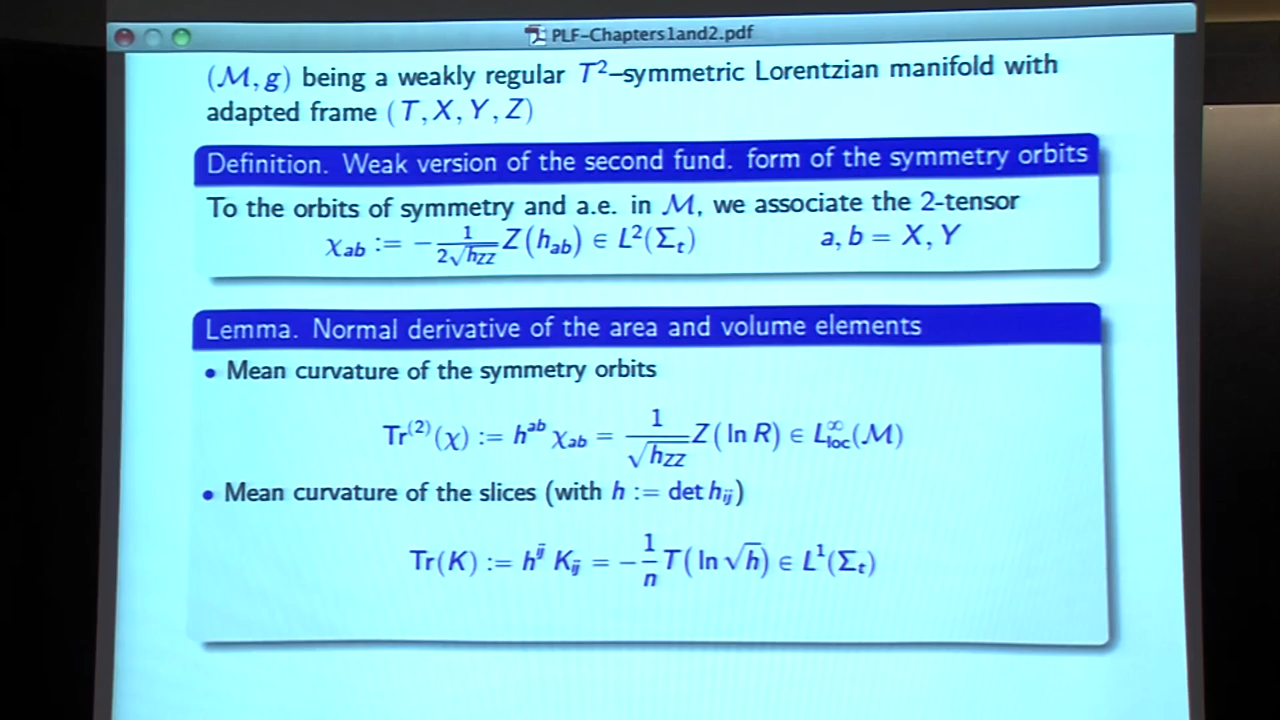 PLF-Chapters1and2.pdf
(M, g) being a weakly regular T²–symmetric Lorentzian manifold with
adapted frame (T, X, Y, Z)
Definition. Weak version of the second fund. form of the symmetry orbits
To the orbits of symmetry and a.e. in M, we associate the 2-tensor
χ_ab := −1/(2√h_ZZ) Z(h_ab) ∈ L²(Σ_t) a, b = X, Y
Lemma. Normal derivative of the area and volume elements
• Mean curvature of the symmetry orbits
Tr⁽²⁾(χ) := h^ab χ_ab = 1/√h_ZZ Z(ln R) ∈ L^∞_loc(M)
• Mean curvature of the slices (with h := det h_ij)
Tr(K) := h^ij K_ij = −1/n T(ln √h) ∈ L¹(Σ_t)